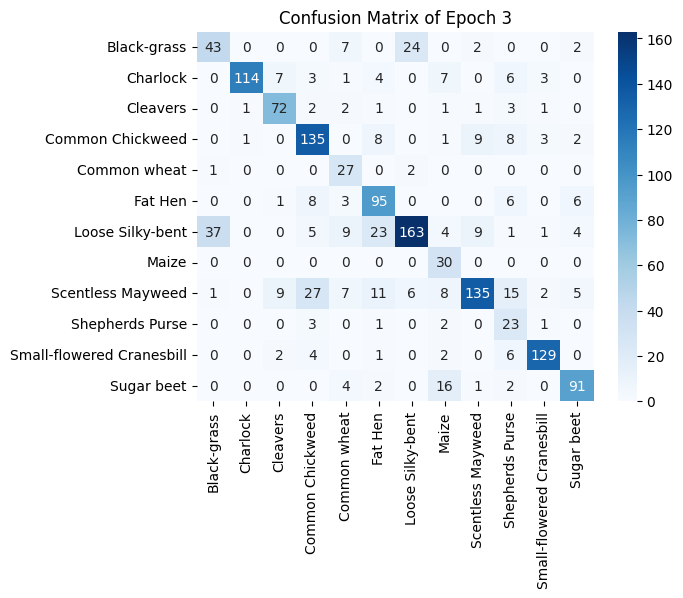 Confusion Matrix of Epoch 3
Black-grass 43 0 0 0 7 0 24 0 2 0 0 2
Charlock 0 114 7 3 1 4 0 7 0 6 3 0
Cleavers 0 1 72 2 2 1 0 1 1 3 1 0
Common Chickweed 0 1 0 135 0 8 0 1 9 8 3 2
Common wheat 1 0 0 0 27 0 2 0 0 0 0 0
Fat Hen 0 0 1 8 3 95 0 0 0 6 0 6
Loose Silky-bent 37 0 0 5 9 23 163 4 9 1 1 4
Maize 0 0 0 0 0 0 0 30 0 0 0 0
Scentless Mayweed 1 0 9 27 7 11 6 8 135 15 2 5
Shepherds Purse 0 0 0 3 0 1 0 2 0 23 1 0
Small-flowered Cranesbill 0 0 2 4 0 1 0 2 0 6 129 0
Sugar beet 0 0 0 0 4 2 0 16 1 2 0 91
Black-grass
Charlock
Cleavers
Common Chickweed
Common wheat
Fat Hen
Loose Silky-bent
Maize
Scentless Mayweed
Shepherds Purse
Small-flowered Cranesbill
Sugar beet
160
140
120
100
80
60
40
20
0